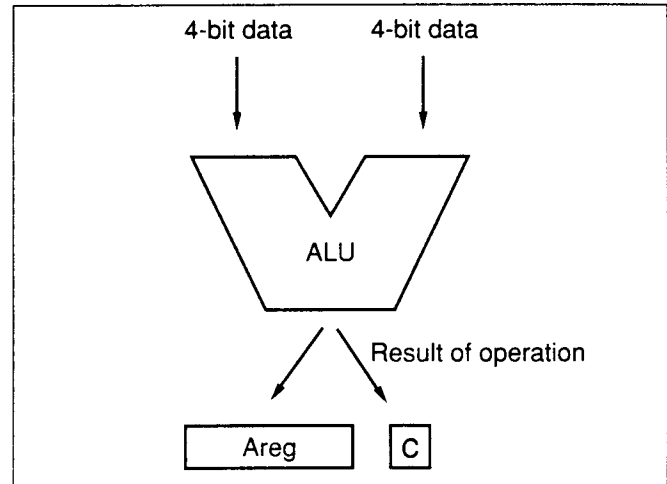 4-bit data 4-bit data
ALU
Result of operation
Areg C